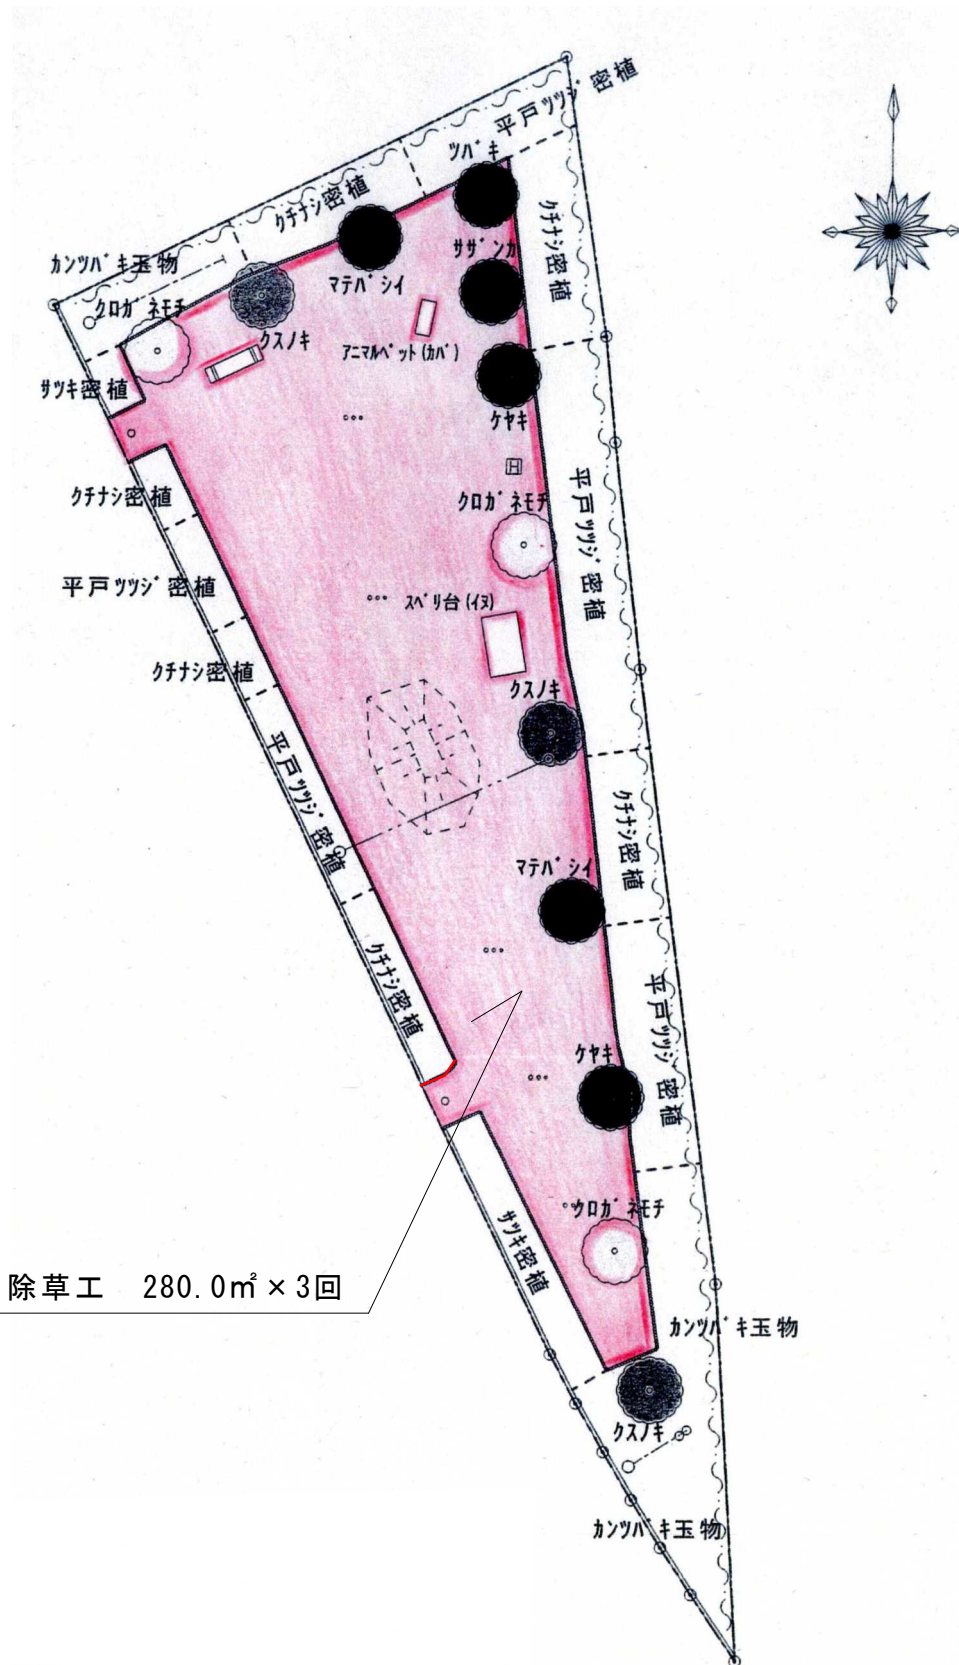 平戸ツツジ密植
ツバキ
クチナシ密植
クチナシ密植
カンツバキ玉物
ササザンカ
マテバシイ
クロガネモチ
クスノキ
アニマルペット(カバ)
サツキ密植
ケヤキ
クチナシ密植
クロガネモチ
平戸ツツジ密植
平戸ツツジ密植
スベリ台(イヌ)
クチナシ密植
クスノキ
平戸ツツジ密植
クチナシ密植
マテバシイ
クチナシ密植
平戸ツツジ密植
ケヤキ
クロガネモチ
サツキ密植
除草工 280.0㎡×3回
カンツバキ玉物
クスノキ
カンツバキ玉物